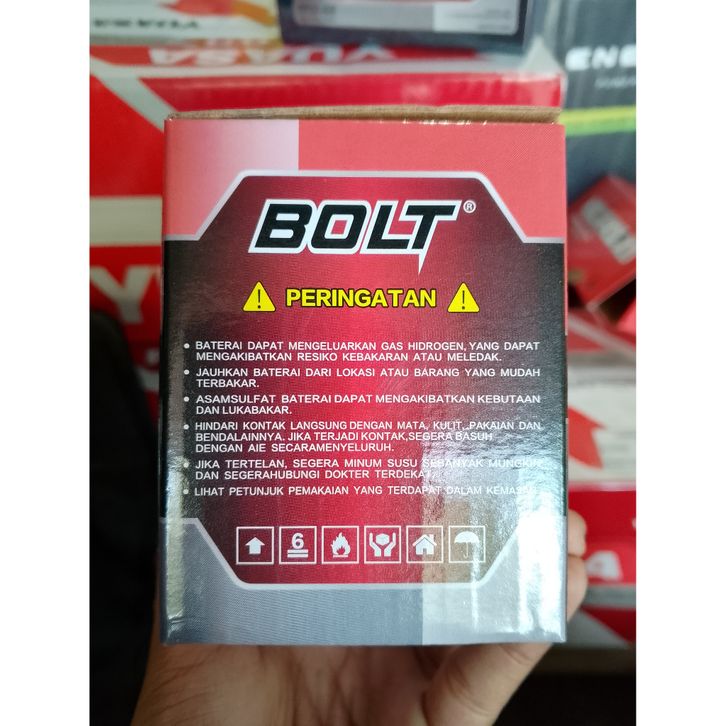 YUASA
ENE
BOLT®
PERINGATAN
• BATERAI DAPAT MENGELUARKAN GAS HIDROGEN, YANG DAPAT
MENGAKIBATKAN RESIKO KEBAKARAN ATAU MELEDAK.
• JAUHKAN BATERAI DARI LOKASI ATAU BARANG YANG MUDAH
TERBAKAR.
• ASAMSULFAT BATERAI DAPAT MENGAKIBATKAN KEBUTAAN
DAN LUKABAKAR.
• HINDARI KONTAK LANGSUNG DENGAN MATA, KULIT, .PAKAIAN DAN
BENDALAINNYA. JIKA TERJADI KONTAK,SEGERA BASUH
DENGAN AIE SECARAMENYELURUH.
• JIKA TERTELAN, SEGERA MINUM SUSU SEBANYAK MUNGKIN
DAN SEGERAHUBUNGI DOKTER TERDEKAT.
• LIHAT PETUNJUK PEMAKAIAN YANG TERDAPAT DALAM KEMASAN.
6